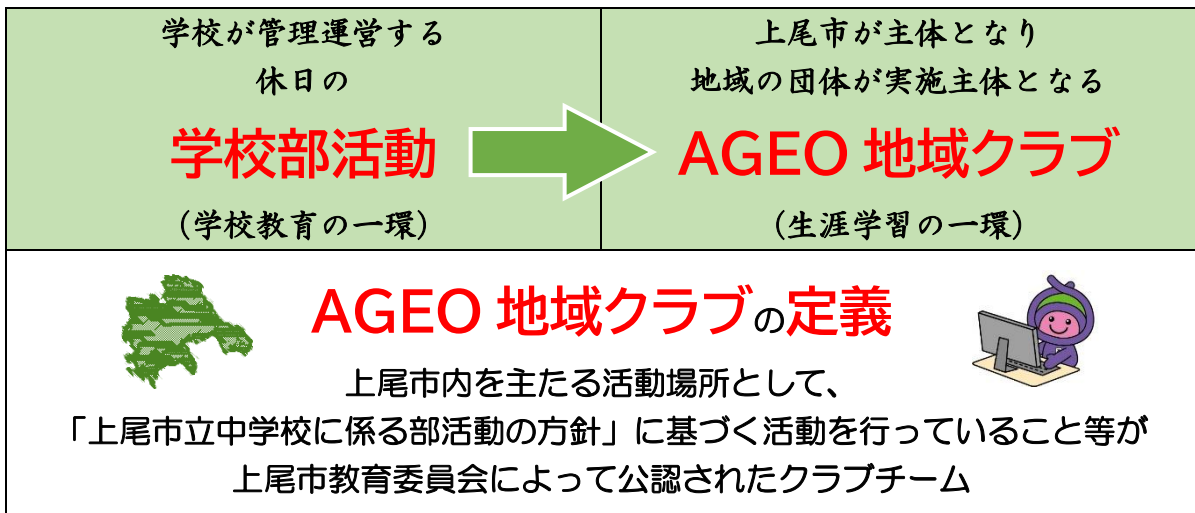 学校が管理運営する
休日の
学校部活動
(学校教育の一環)
上尾市が主体となり
地域の団体が実施主体となる
AGEO 地域クラブ
(生涯学習の一環)
AGEO 地域クラブの定義
上尾市内を主たる活動場所として、
「上尾市立中学校に係る部活動の方針」に基づく活動を行っていること等が
上尾市教育委員会によって公認されたクラブチーム